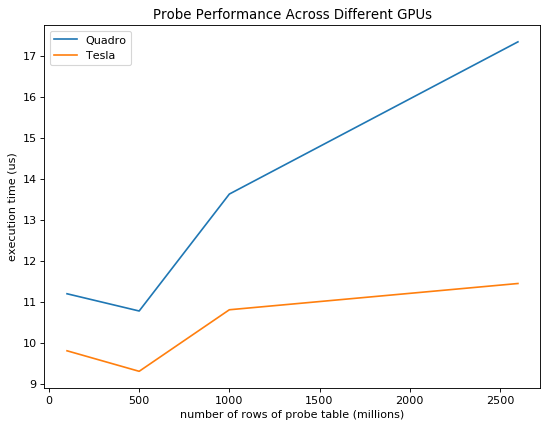 Probe Performance Across Different GPUs
Quadro
Tesla
execution time (us)
17
16
15
14
13
12
11
10
9
0 500 1000 1500 2000 2500
number of rows of probe table (millions)